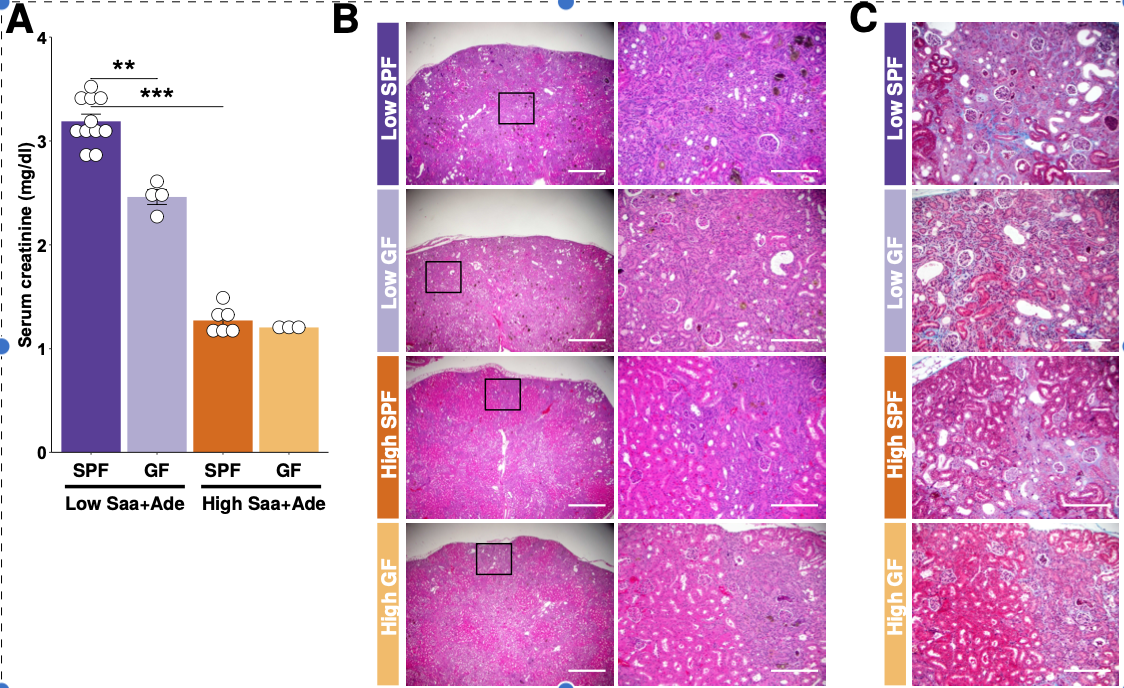 A
4
3
2
1
0
Serum creatinine (mg/dl)
**
***
SPF
GF
SPF
GF
Low Saa+Ade
High Saa+Ade
B
Low SPF
Low GF
High SPF
High GF
C
Low SPF
Low GF
High SPF
High GF